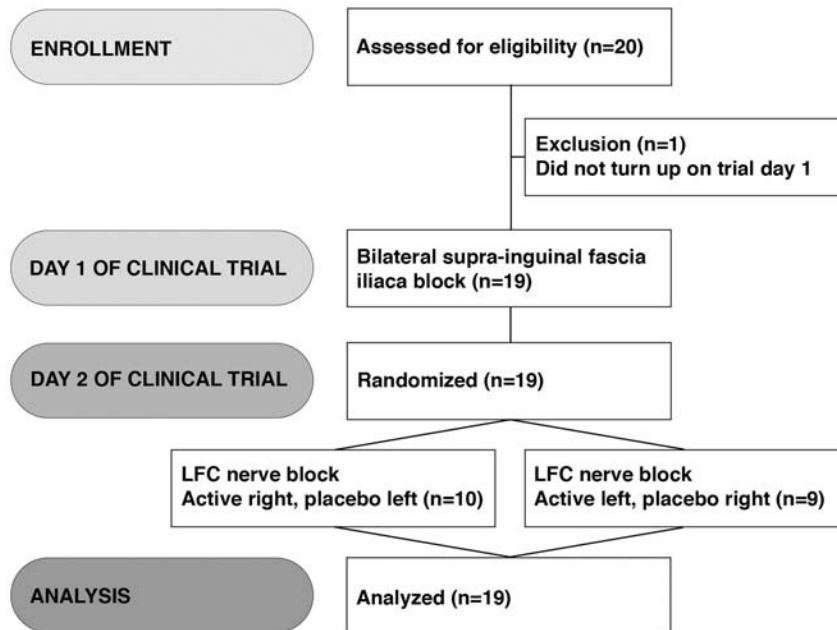 ENROLLMENT
Assessed for eligibility (n=20)
Exclusion (n=1)
Did not turn up on trial day 1
DAY 1 OF CLINICAL TRIAL
Bilateral supra-inguinal fascia
iliaca block (n=19)
DAY 2 OF CLINICAL TRIAL
Randomized (n=19)
LFC nerve block
Active right, placebo left (n=10)
LFC nerve block
Active left, placebo right (n=9)
ANALYSIS
Analyzed (n=19)